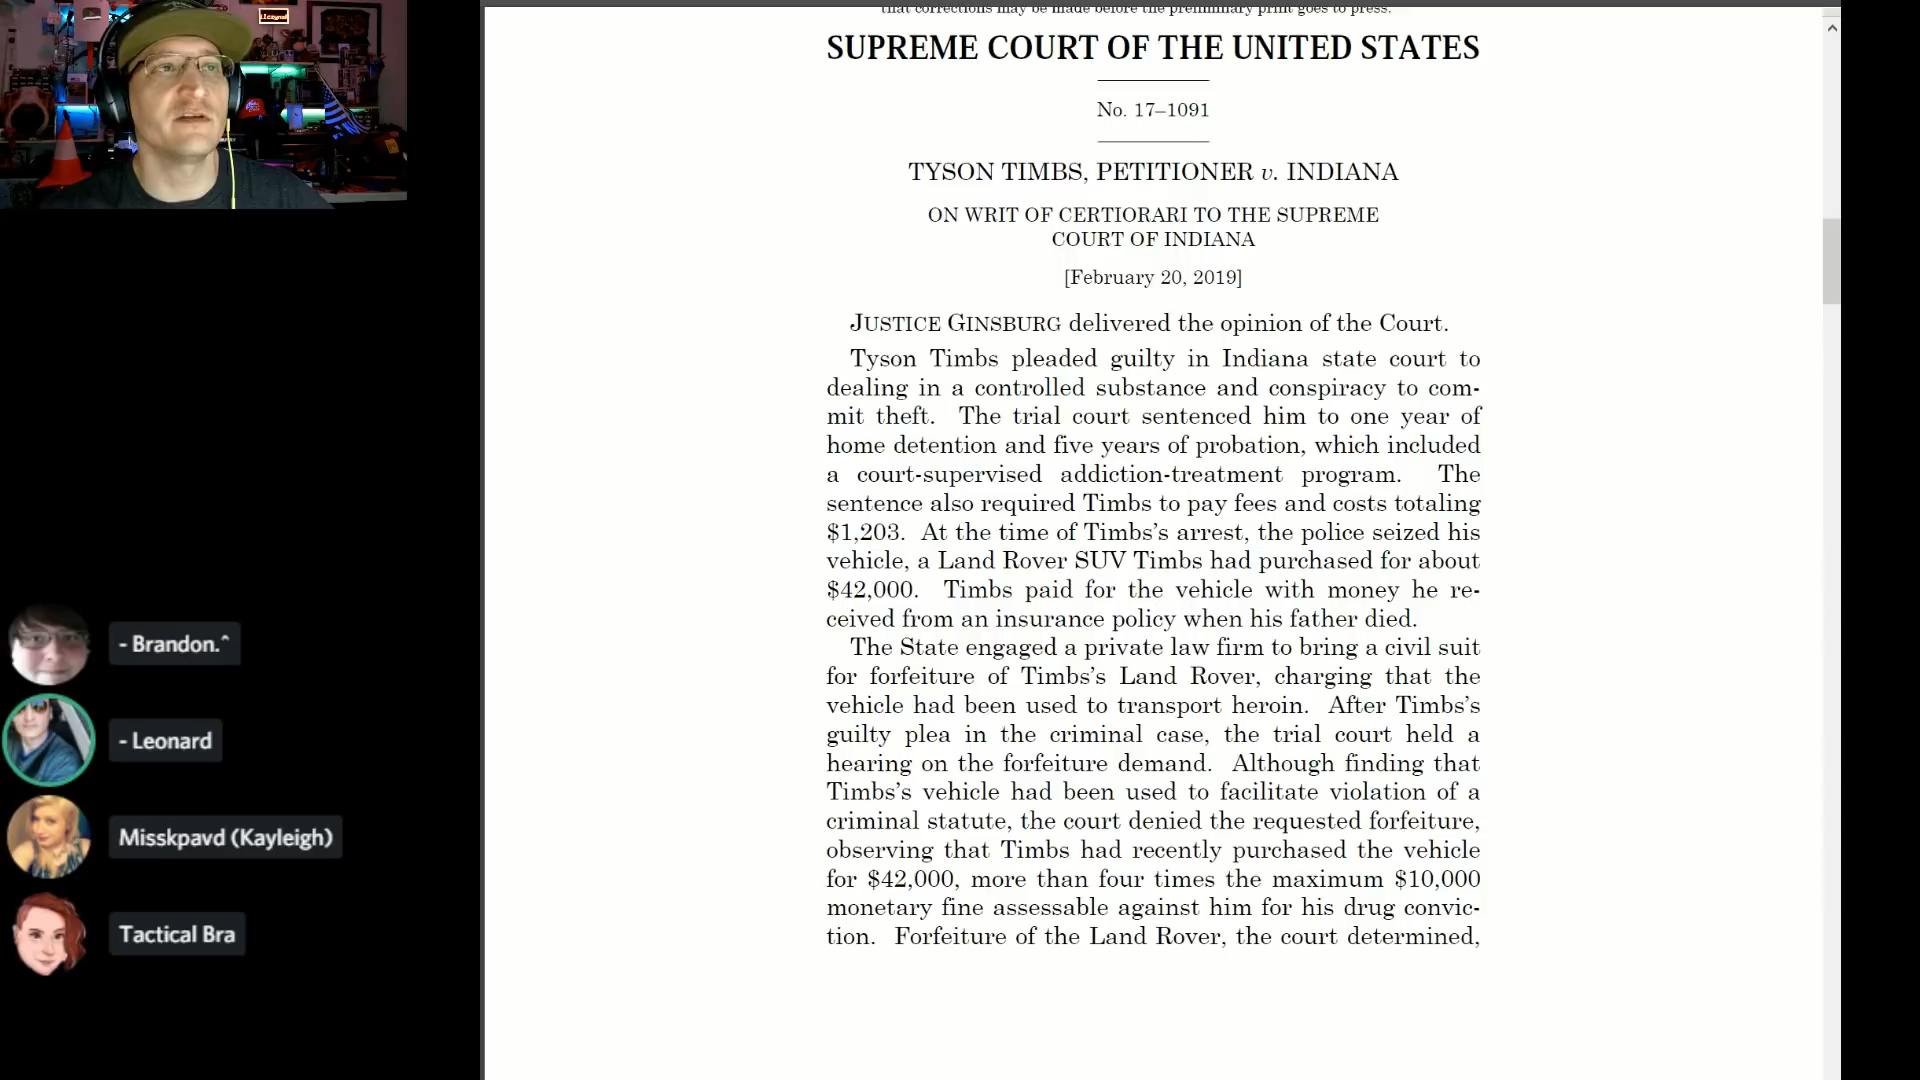 that corrections may be made before the preliminary print goes to press.
SUPREME COURT OF THE UNITED STATES
No. 17–1091
TYSON TIMBS, PETITIONER v. INDIANA
ON WRIT OF CERTIORARI TO THE SUPREME
COURT OF INDIANA
[February 20, 2019]
JUSTICE GINSBURG delivered the opinion of the Court.
Tyson Timbs pleaded guilty in Indiana state court to
dealing in a controlled substance and conspiracy to com-
mit theft. The trial court sentenced him to one year of
home detention and five years of probation, which included
a court-supervised addiction-treatment program. The
sentence also required Timbs to pay fees and costs totaling
$1,203. At the time of Timbs’s arrest, the police seized his
vehicle, a Land Rover SUV Timbs had purchased for about
$42,000. Timbs paid for the vehicle with money he re-
ceived from an insurance policy when his father died.
The State engaged a private law firm to bring a civil suit
for forfeiture of Timbs’s Land Rover, charging that the
vehicle had been used to transport heroin. After Timbs’s
guilty plea in the criminal case, the trial court held a
hearing on the forfeiture demand. Although finding that
Timbs’s vehicle had been used to facilitate violation of a
criminal statute, the court denied the requested forfeiture,
observing that Timbs had recently purchased the vehicle
for $42,000, more than four times the maximum $10,000
monetary fine assessable against him for his drug convic-
tion. Forfeiture of the Land Rover, the court determined,
- Brandon.^
- Leonard
Misskpavd (Kayleigh)
Tactical Bra